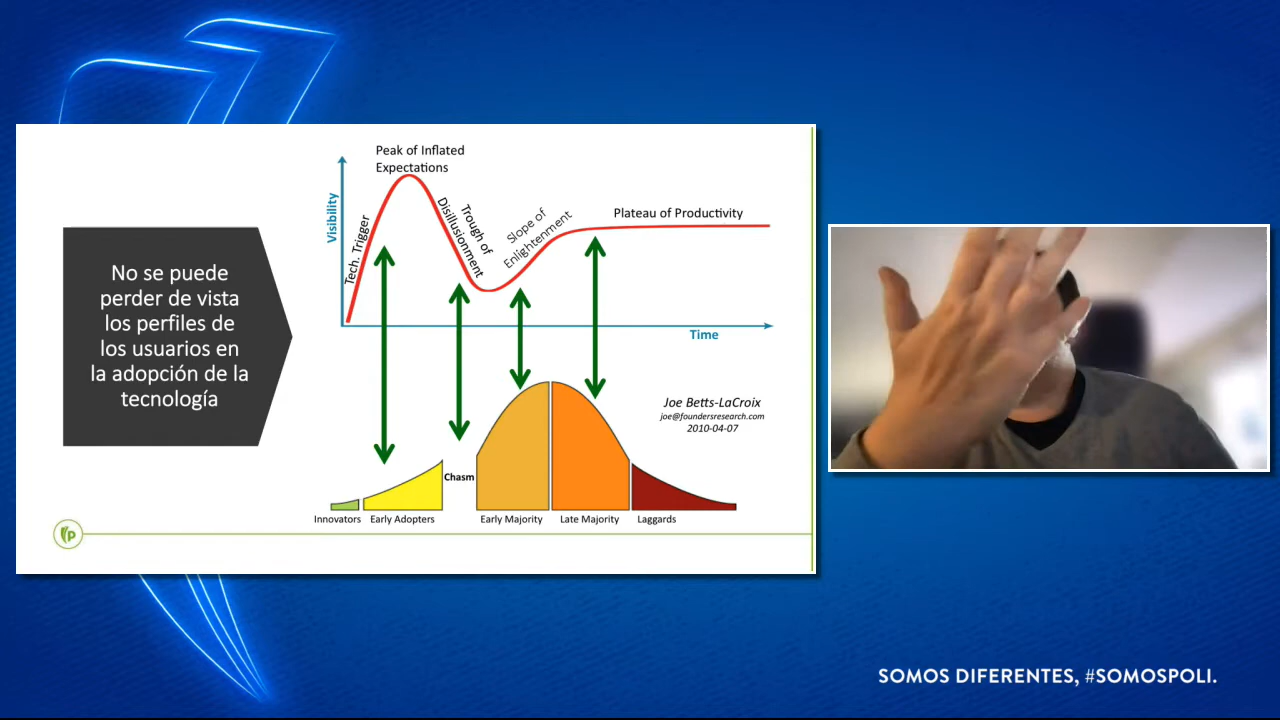 No se puede
perder de vista
los perfiles de
los usuarios en
la adopción de la
tecnología
Peak of Inflated
Expectations
Visibility
Tech. Trigger
Trough of
Disillusionment
Slope of
Enlightenment
Plateau of Productivity
Time
Joe Betts-LaCroix
joe@foundersresearch.com
2010-04-07
Chasm
Innovators
Early Adopters
Early Majority
Late Majority
Laggards
p
SOMOS DIFERENTES, #SOMOSPOLI.